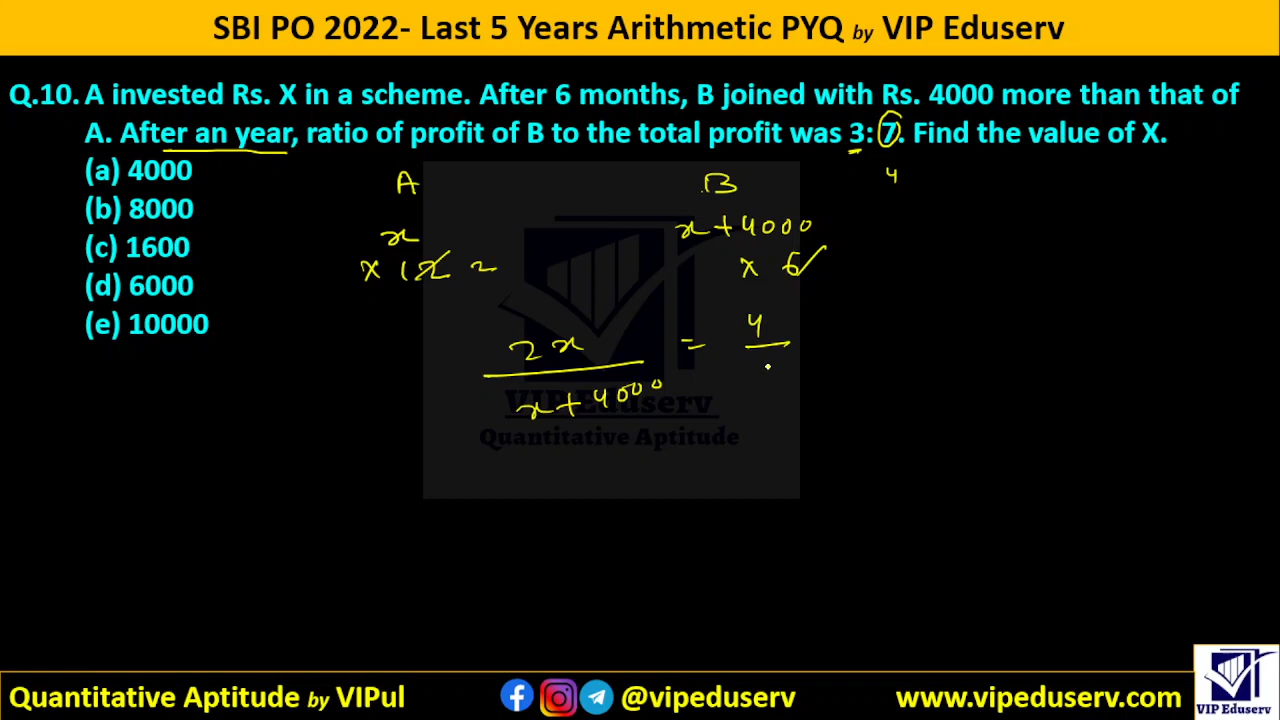 SBI PO 2022- Last 5 Years Arithmetic PYQ by VIP Eduserv
Q.10. A invested Rs. X in a scheme. After 6 months, B joined with Rs. 4000 more than that of
A. After an year, ratio of profit of B to the total profit was 3:7. Find the value of X.
4
(a) 4000
(b) 8000
(c) 1600
(d) 6000
(e) 10000
A B
x x+4000
× 12 2 × 6
2x = 4
x+4000
VIP Eduserv
Quantitative Aptitude
Quantitative Aptitude by VIPul @vipeduserv www.vipeduserv.com
VIP Eduserv